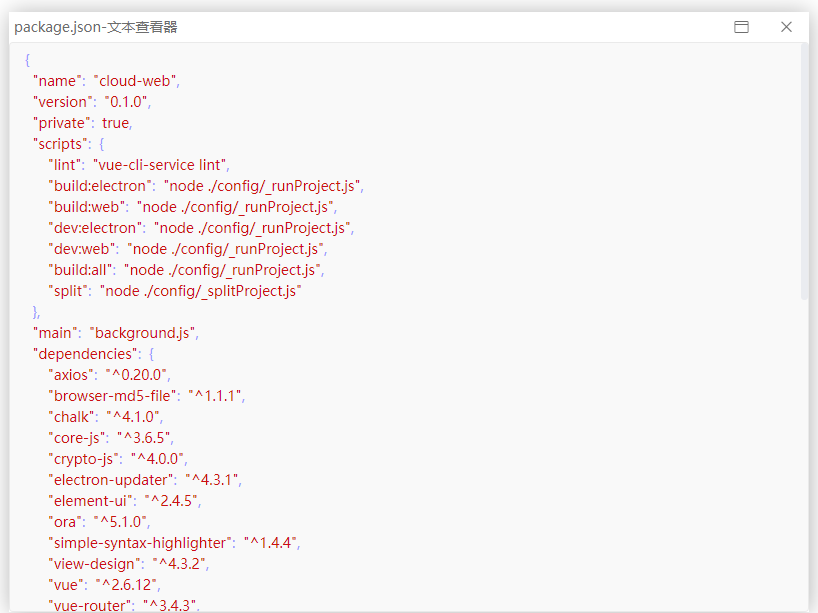 package.json-文本查看器
{
"name": "cloud-web",
"version": "0.1.0",
"private": true,
"scripts": {
"lint": "vue-cli-service lint",
"build:electron": "node ./config/_runProject.js",
"build:web": "node ./config/_runProject.js",
"dev:electron": "node ./config/_runProject.js",
"dev:web": "node ./config/_runProject.js",
"build:all": "node ./config/_runProject.js",
"split": "node ./config/_splitProject.js"
},
"main": "background.js",
"dependencies": {
"axios": "^0.20.0",
"browser-md5-file": "^1.1.1",
"chalk": "^4.1.0",
"core-js": "^3.6.5",
"crypto-js": "^4.0.0",
"electron-updater": "^4.3.1",
"element-ui": "^2.4.5",
"ora": "^5.1.0",
"simple-syntax-highlighter": "^1.4.4",
"view-design": "^4.3.2",
"vue": "^2.6.12",
"vue-router": "^3.4.3",